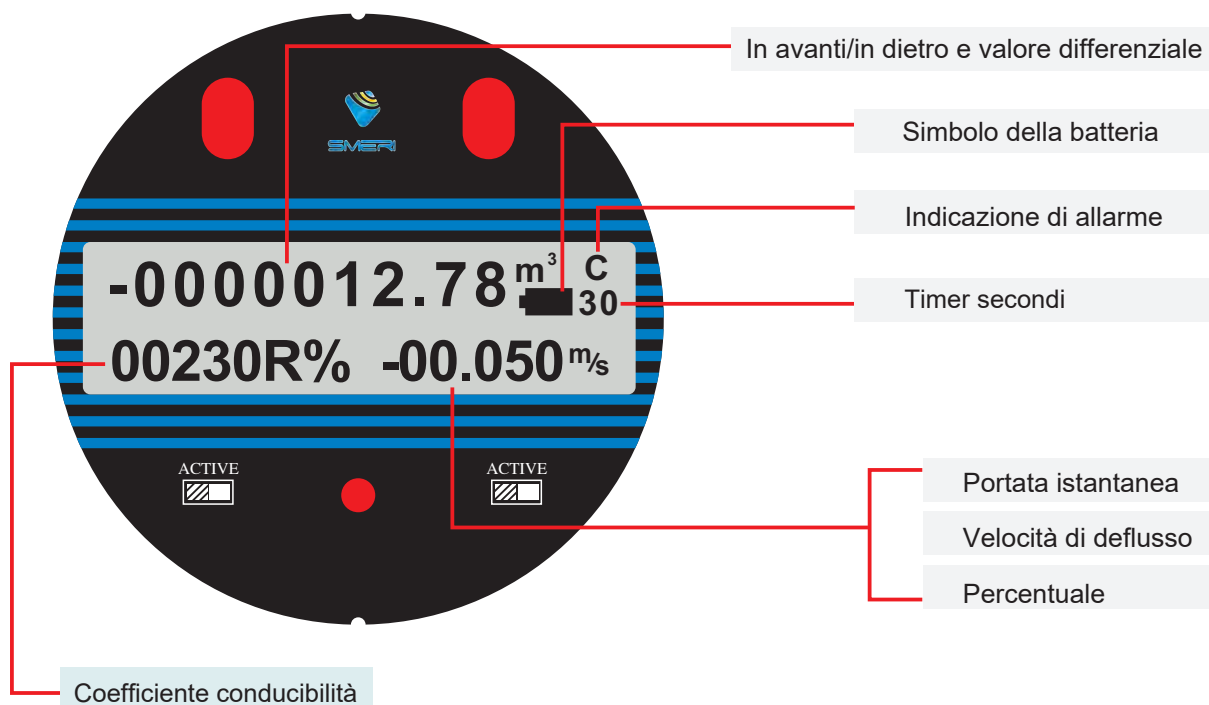 In avanti/in dietro e valore differenziale
Simbolo della batteria
SMERI
Indicazione di allarme
-0000012.78 m³ C
30
Timer secondi
00230R% -00.050 m/s
ACTIVE ACTIVE
Portata istantanea
Velocità di deflusso
Percentuale
Coefficiente conducibilità